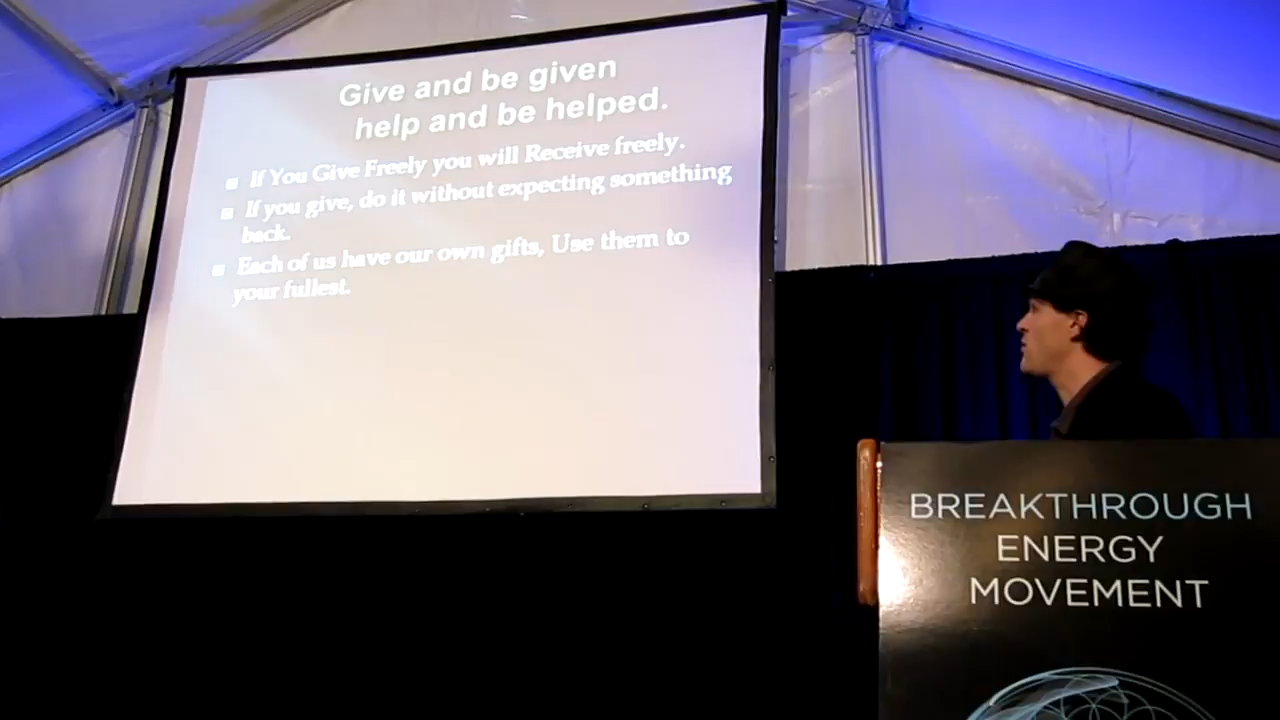 Give and be given
help and be helped.
If You Give Freely you will Receive freely.
If you give, do it without expecting something
back.
Each of us have our own gifts, Use them to
your fullest.
BREAKTHROUGH
ENERGY
MOVEMENT